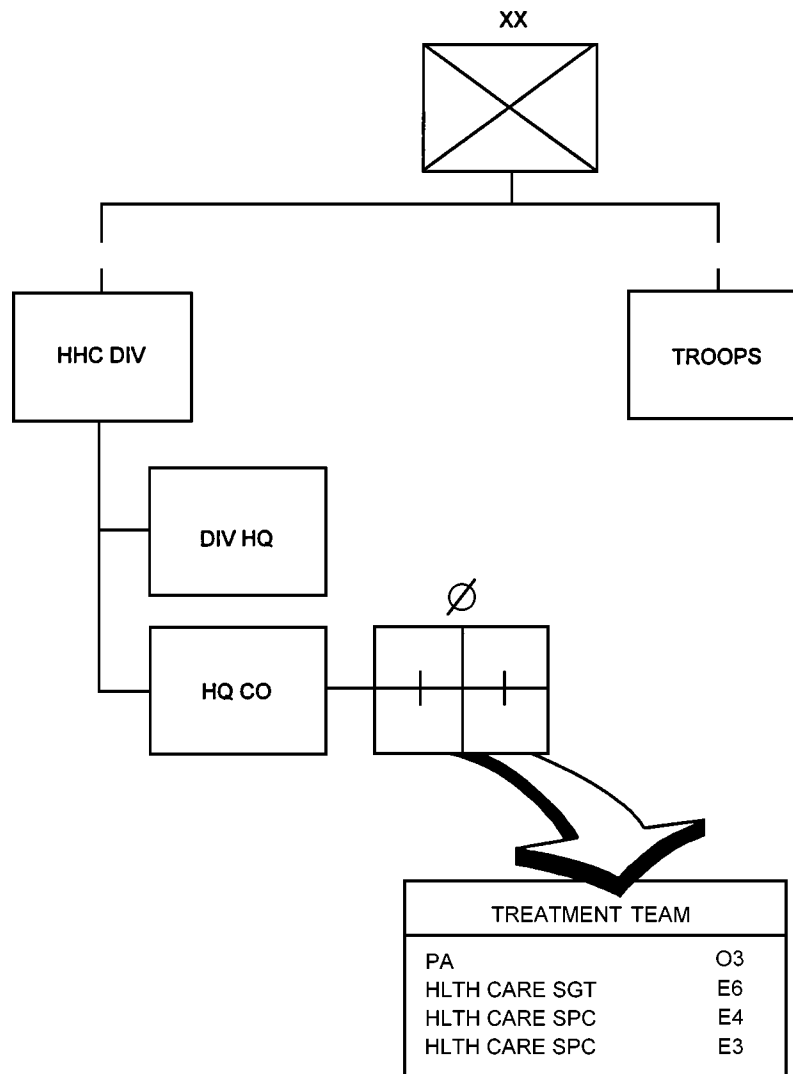 XX
HHC DIV
TROOPS
DIV HQ
HQ CO
Ø
TREATMENT TEAM
PA O3
HLTH CARE SGT E6
HLTH CARE SPC E4
HLTH CARE SPC E3